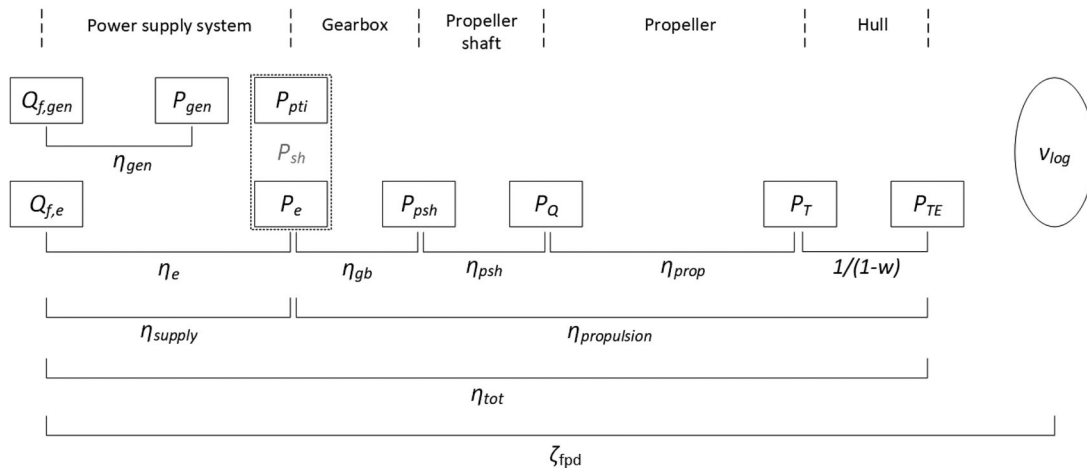 Power supply system Gearbox Propeller shaft Propeller Hull
Q_f,gen P_gen P_pti
η_gen P_sh v_log
Q_f,e P_e P_psh P_Q P_T P_TE
η_e η_gb η_psh η_prop 1/(1-w)
η_supply η_propulsion
η_tot
ζ_fpd